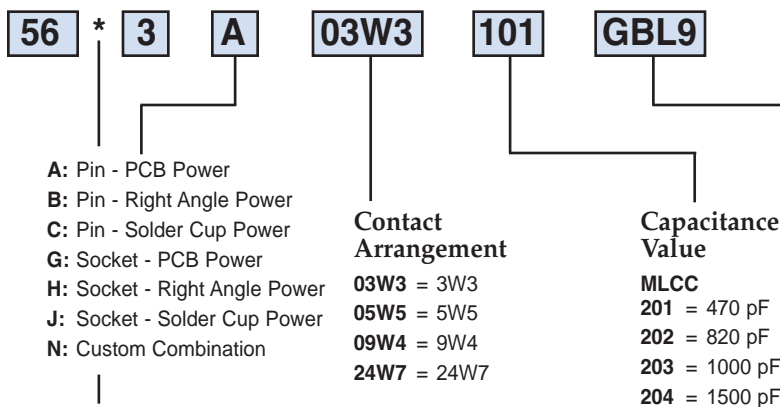 56 * 3 A 03W3 101 GBL9
A: Pin - PCB Power
B: Pin - Right Angle Power
C: Pin - Solder Cup Power
G: Socket - PCB Power
H: Socket - Right Angle Power
J: Socket - Solder Cup Power
N: Custom Combination
Contact
Arrangement
03W3 = 3W3
05W5 = 5W5
09W4 = 9W4
24W7 = 24W7
Capacitance
Value
MLCC
201 = 470 pF
202 = 820 pF
203 = 1000 pF
204 = 1500 pF